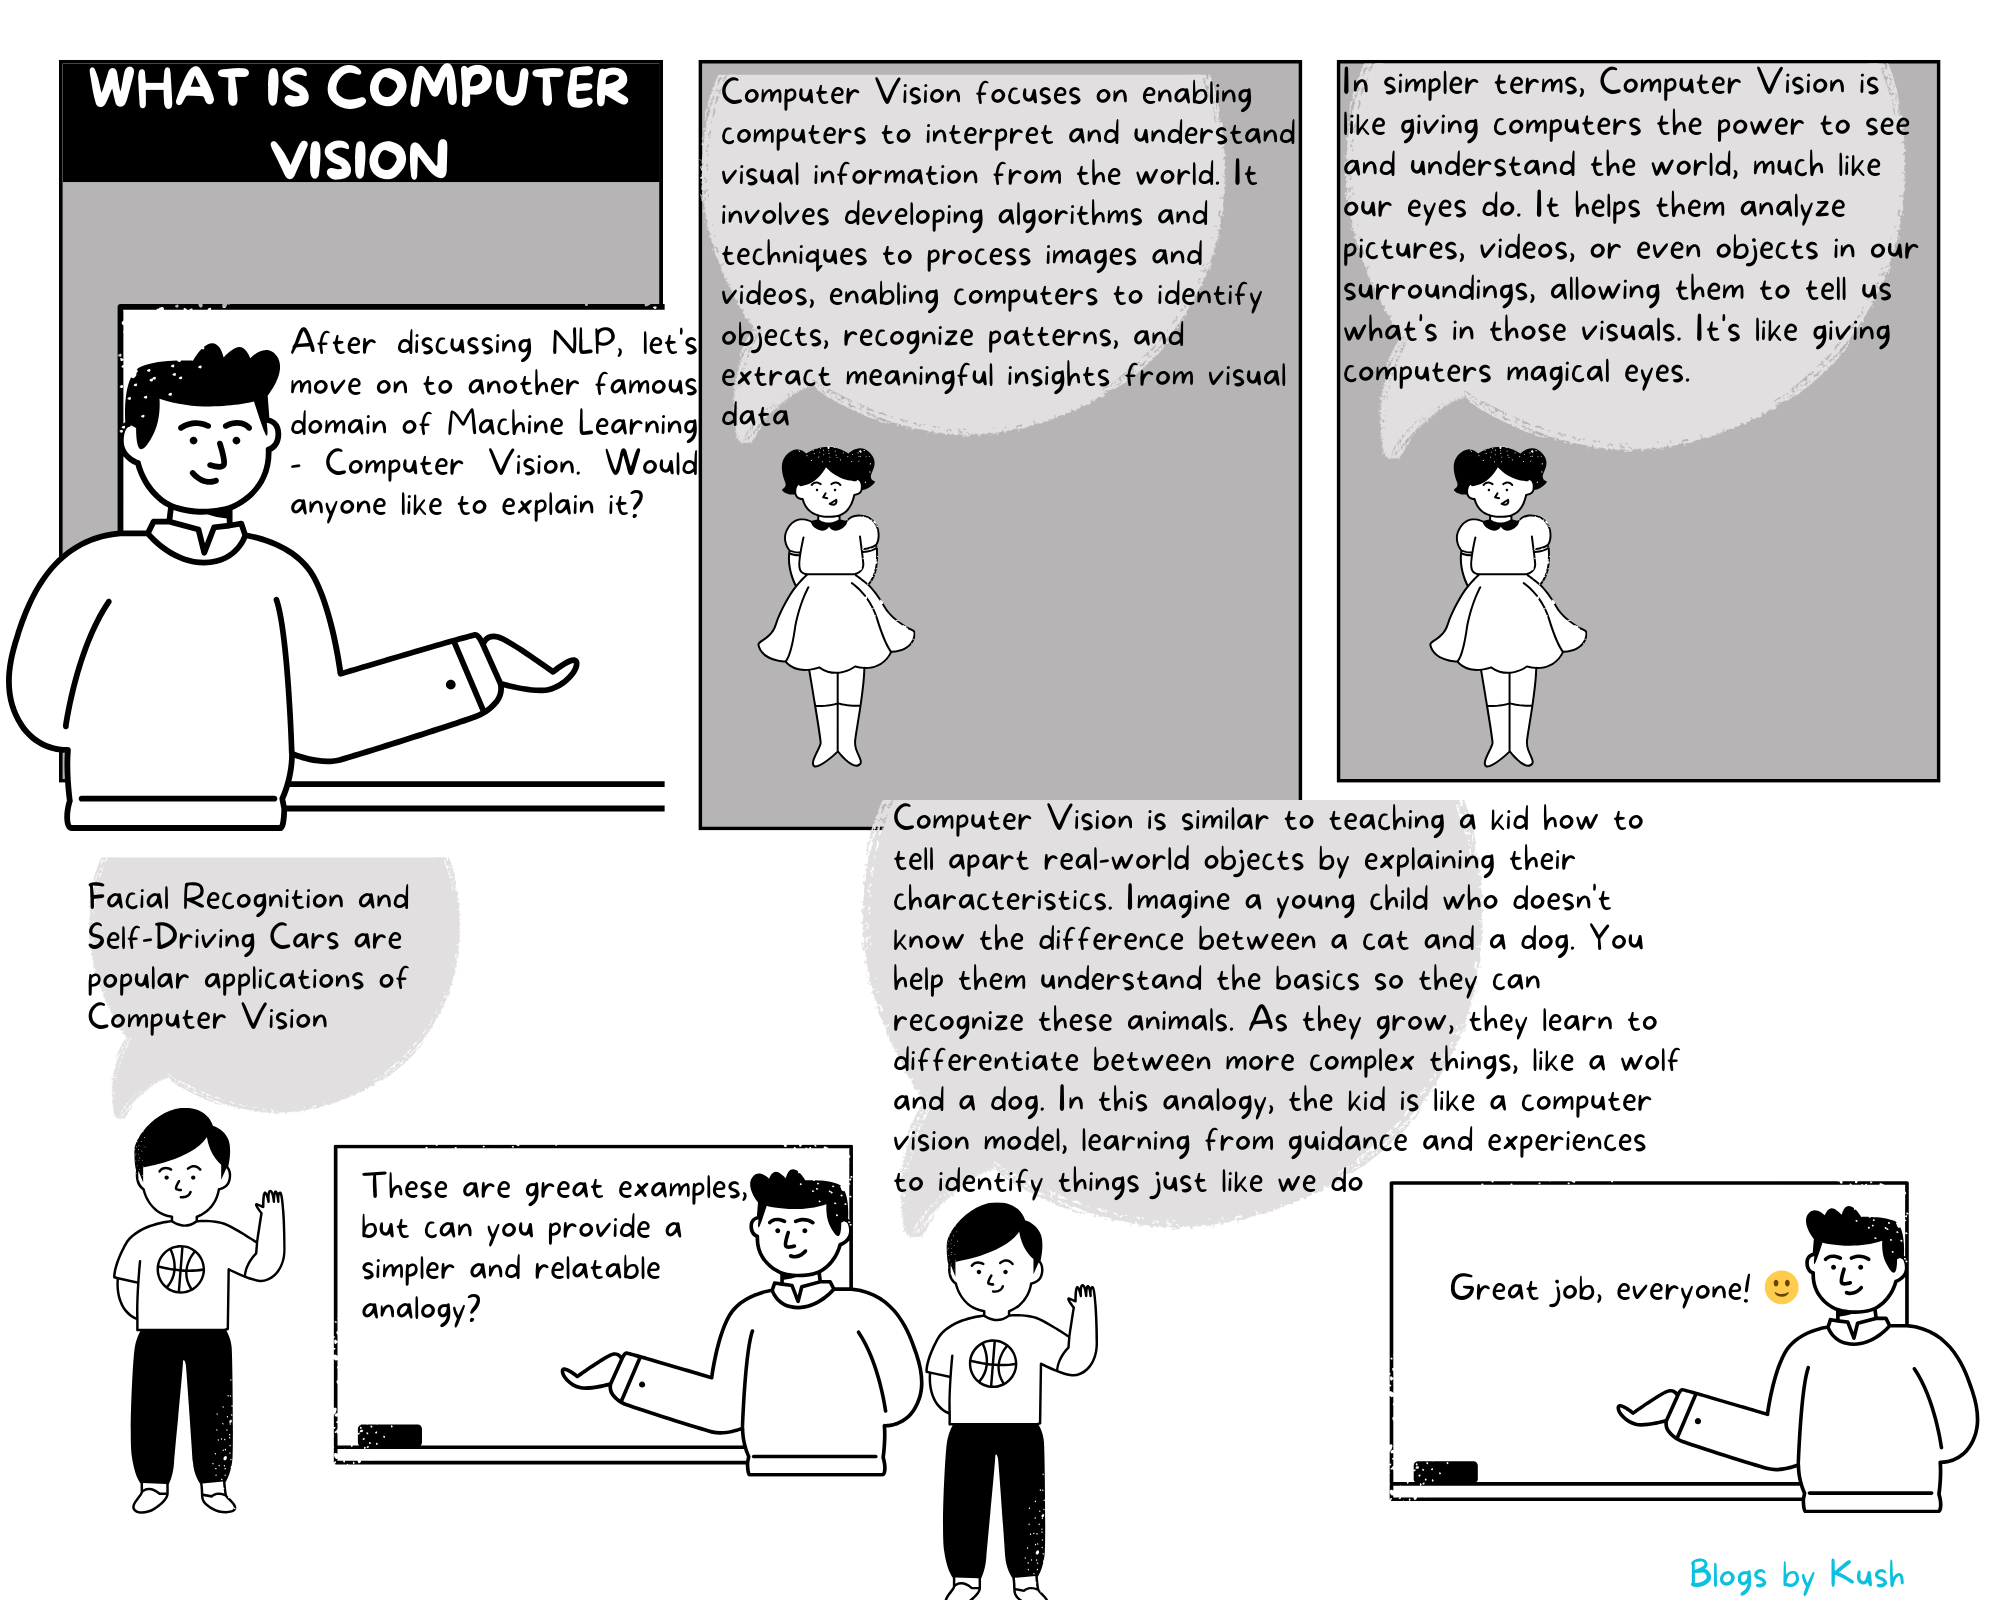 WHAT IS COMPUTER
VISION
After discussing NLP, let's
move on to another famous
domain of Machine Learning
- Computer Vision. Would
anyone like to explain it?
Computer Vision focuses on enabling
computers to interpret and understand
visual information from the world. It
involves developing algorithms and
techniques to process images and
videos, enabling computers to identify
objects, recognize patterns, and
extract meaningful insights from visual
data
In simpler terms, Computer Vision is
like giving computers the power to see
and understand the world, much like
our eyes do. It helps them analyze
pictures, videos, or even objects in our
surroundings, allowing them to tell us
what's in those visuals. It's like giving
computers magical eyes.
Facial Recognition and
Self-Driving Cars are
popular applications of
Computer Vision
These are great examples,
but can you provide a
simpler and relatable
analogy?
Computer Vision is similar to teaching a kid how to
tell apart real-world objects by explaining their
characteristics. Imagine a young child who doesn't
know the difference between a cat and a dog. You
help them understand the basics so they can
recognize these animals. As they grow, they learn to
differentiate between more complex things, like a wolf
and a dog. In this analogy, the kid is like a computer
vision model, learning from guidance and experiences
to identify things just like we do
Great job, everyone! 🙂
Blogs by Kush